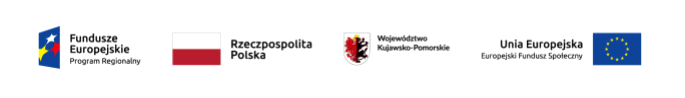 Fundusze
Europejskie
Program Regionalny
Rzeczpospolita
Polska
Województwo
Kujawsko-Pomorskie
Unia Europejska
Europejski Fundusz Społeczny